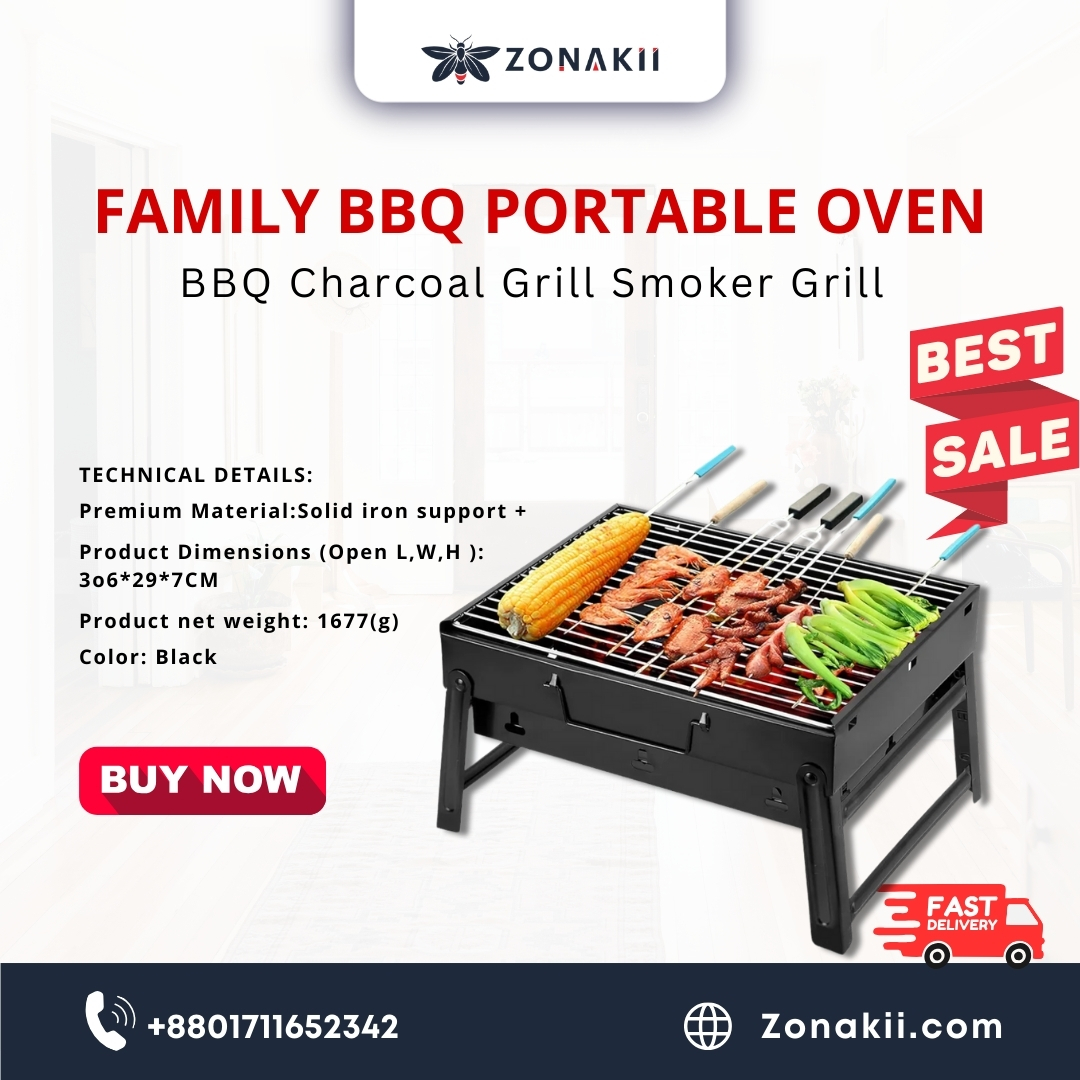 ZONAKII
FAMILY BBQ PORTABLE OVEN
BBQ Charcoal Grill Smoker Grill
BEST
SALE
TECHNICAL DETAILS:
Premium Material:Solid iron support +
Product Dimensions (Open L,W,H ):
3o6*29*7CM
Product net weight: 1677(g)
Color: Black
BUY NOW
FAST
DELIVERY
+8801711652342
Zonakii.com